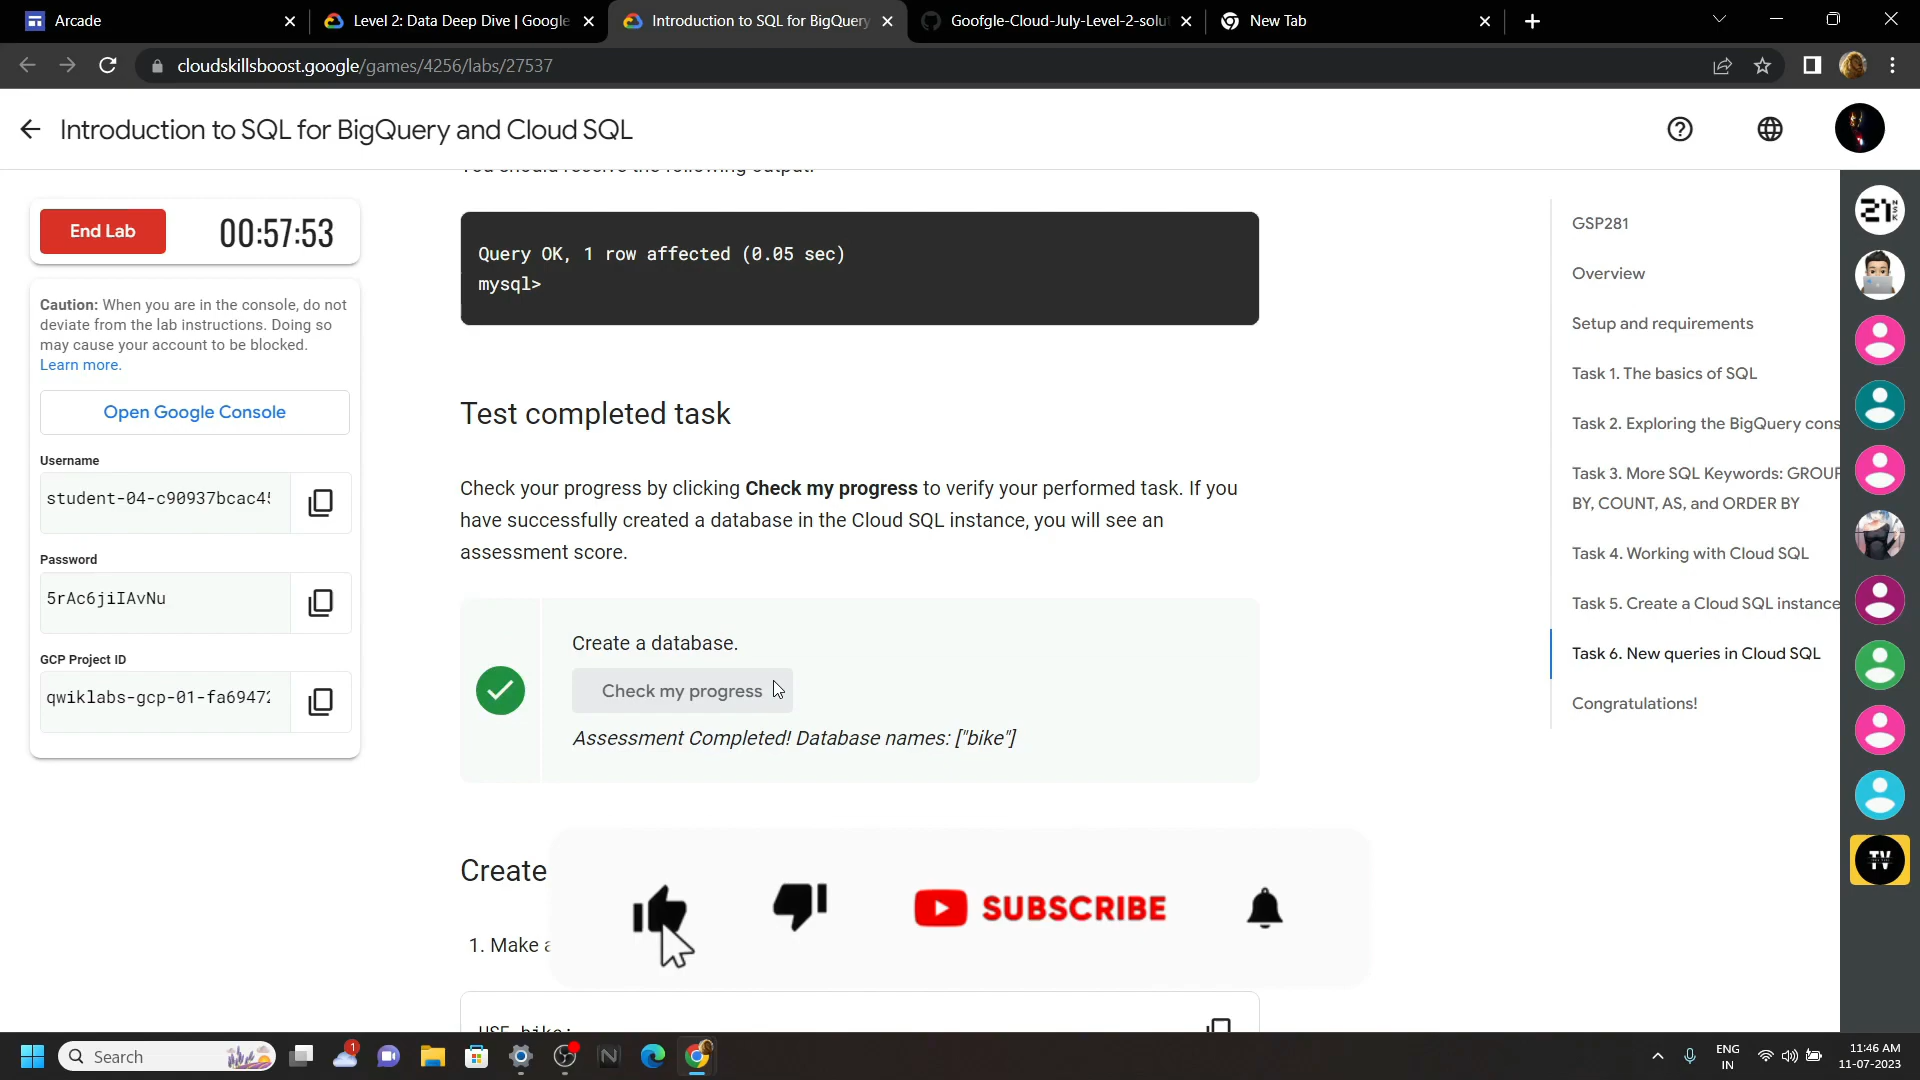 Arcade
Level 2: Data Deep Dive | Google
Introduction to SQL for BigQuery
Goofgle-Cloud-July-Level-2-solut
New Tab
cloudskillsboost.google/games/4256/labs/27537
Introduction to SQL for BigQuery and Cloud SQL
End Lab
00:57:53
Caution: When you are in the console, do not
deviate from the lab instructions. Doing so
may cause your account to be blocked.
Learn more.
Open Google Console
Username
student-04-c90937bcac45
Password
5rAc6jiIAvNu
GCP Project ID
qwiklabs-gcp-01-fa69472
Query OK, 1 row affected (0.05 sec)
mysql>
Test completed task
Check your progress by clicking Check my progress to verify your performed task. If you
have successfully created a database in the Cloud SQL instance, you will see an
assessment score.
Create a database.
Check my progress
Assessment Completed! Database names: ["bike"]
Create
1. Make a
USE bike;
SUBSCRIBE
GSP281
Overview
Setup and requirements
Task 1. The basics of SQL
Task 2. Exploring the BigQuery cons
Task 3. More SQL Keywords: GROUP
BY, COUNT, AS, and ORDER BY
Task 4. Working with Cloud SQL
Task 5. Create a Cloud SQL instance
Task 6. New queries in Cloud SQL
Congratulations!
21
NSK
TV
Search
1
ENG
IN
11:46 AM
11-07-2023